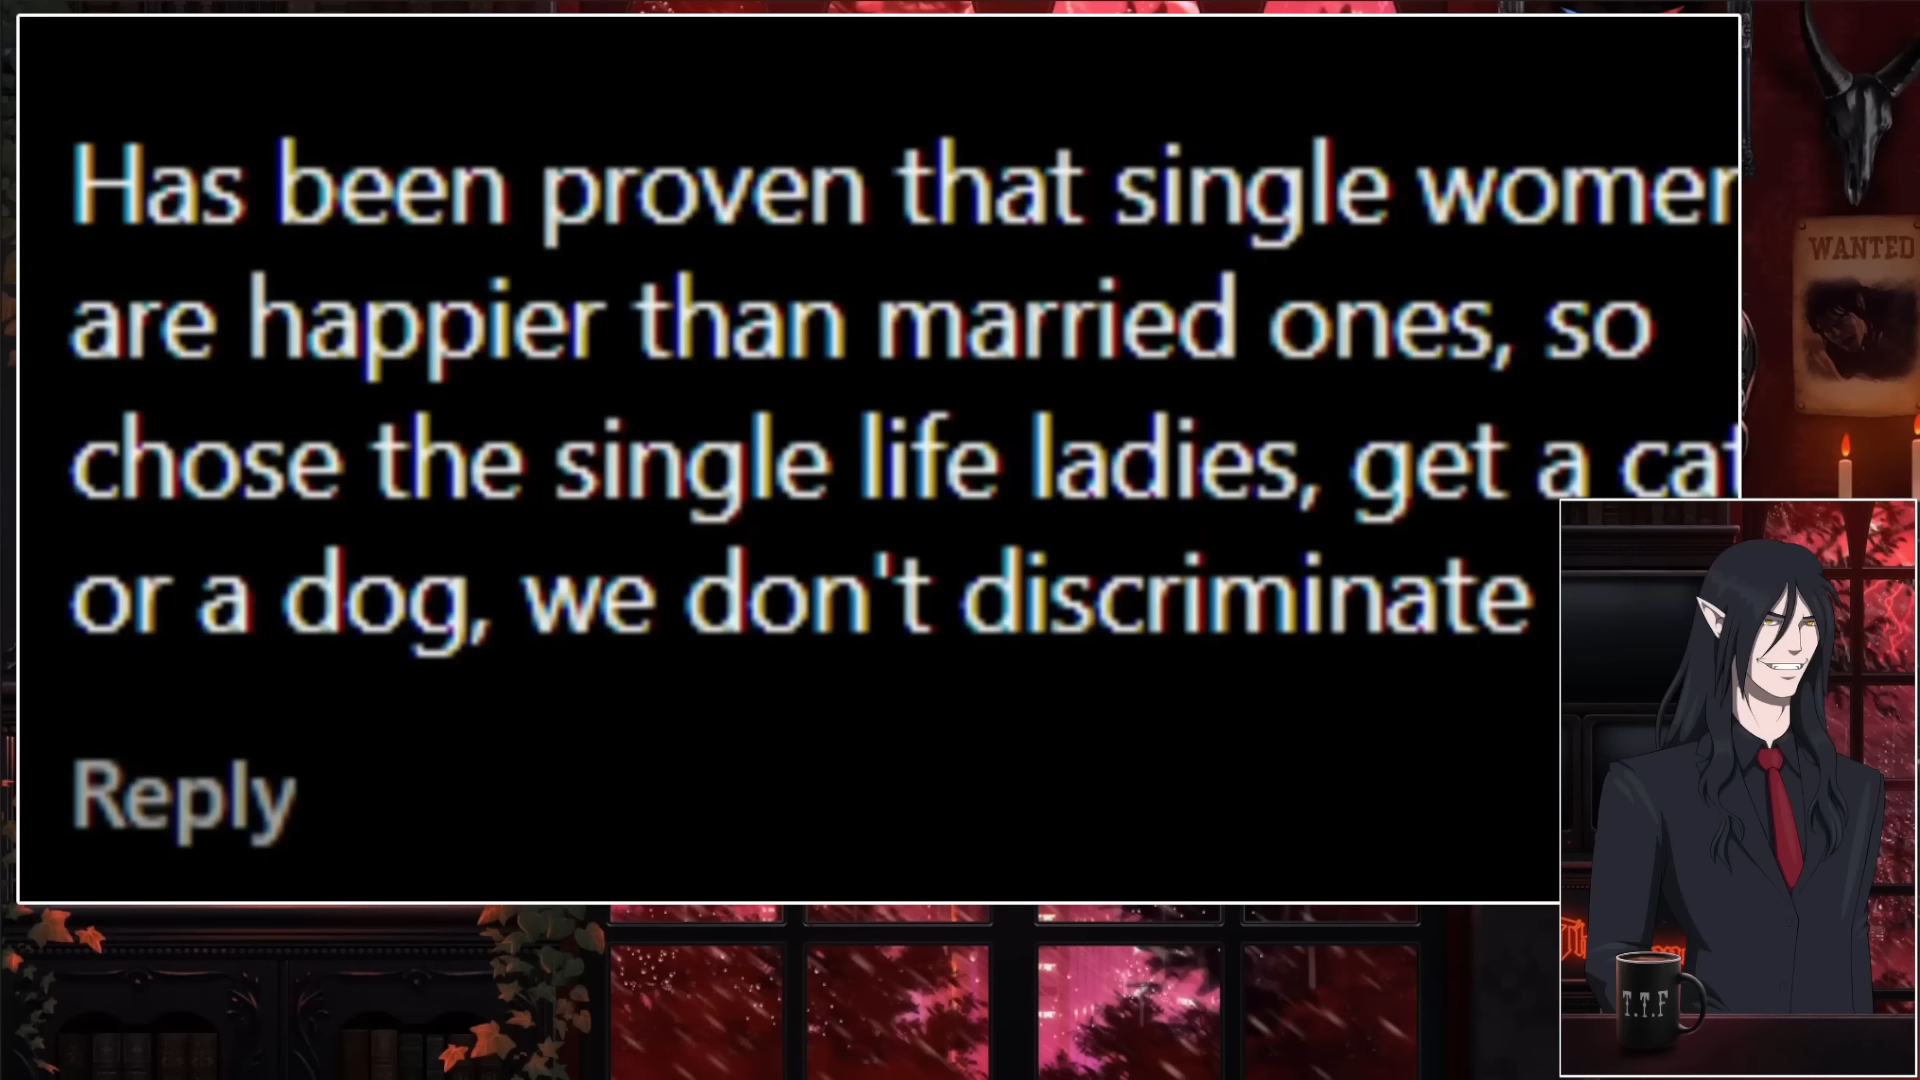 Has been proven that single women
are happier than married ones, so
chose the single life ladies, get a cat
or a dog, we don't discriminate
Reply
WANTED
T.T.F